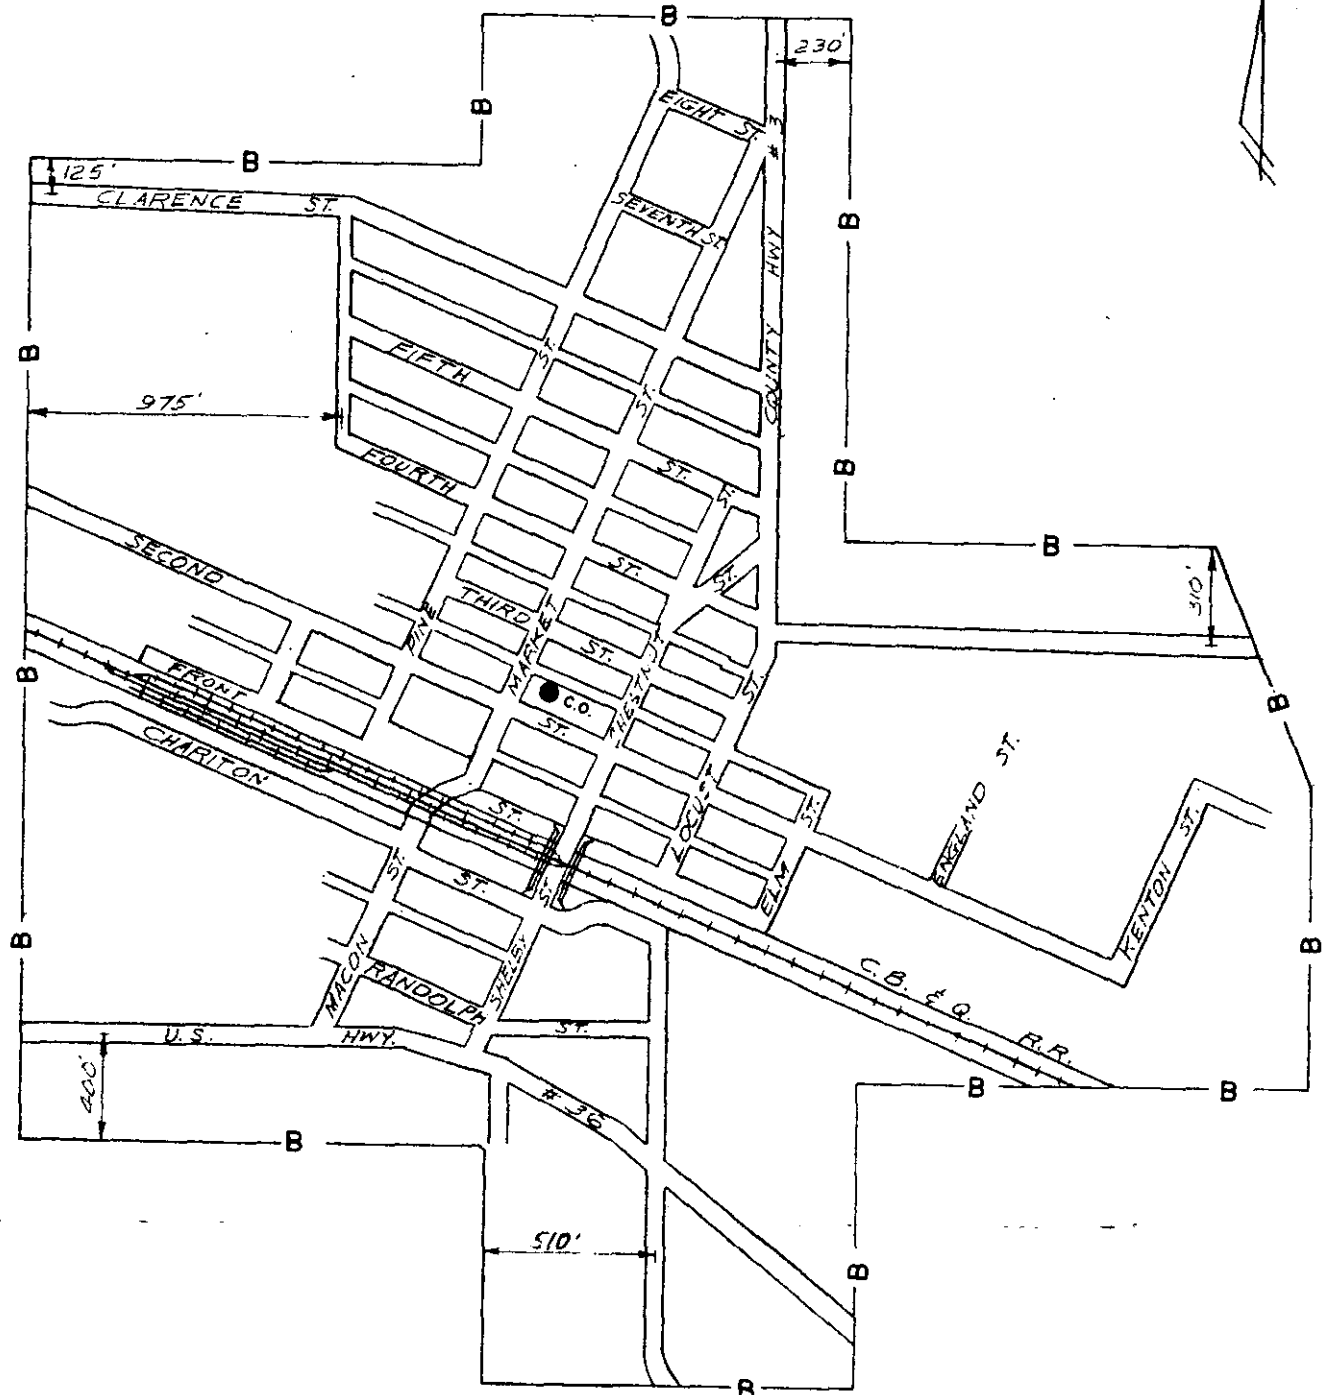 B
230'
B
EIGHT ST.
B
125'
CLARENCE ST.
SEVENTH ST.
B
COUNTY HWY # 3
B
ST.
FIFTH ST.
975'
ST.
B
FOURTH ST.
ST.
B
310'
SECOND ST.
ST.
THIRD ST.
PINE
MARKET
CHESTNUT
ST.
B
FRONT ST.
C.O.
B
CHARITON ST.
ENGLAND ST.
LOCUST
ST.
ELM
KENTON ST.
ST.
ST.
B
MACON
RANDOLPH ST.
SHELBY
C.B. & Q. R.R.
B
U.S. HWY. # 36
400'
B
B
B
510'
B
B